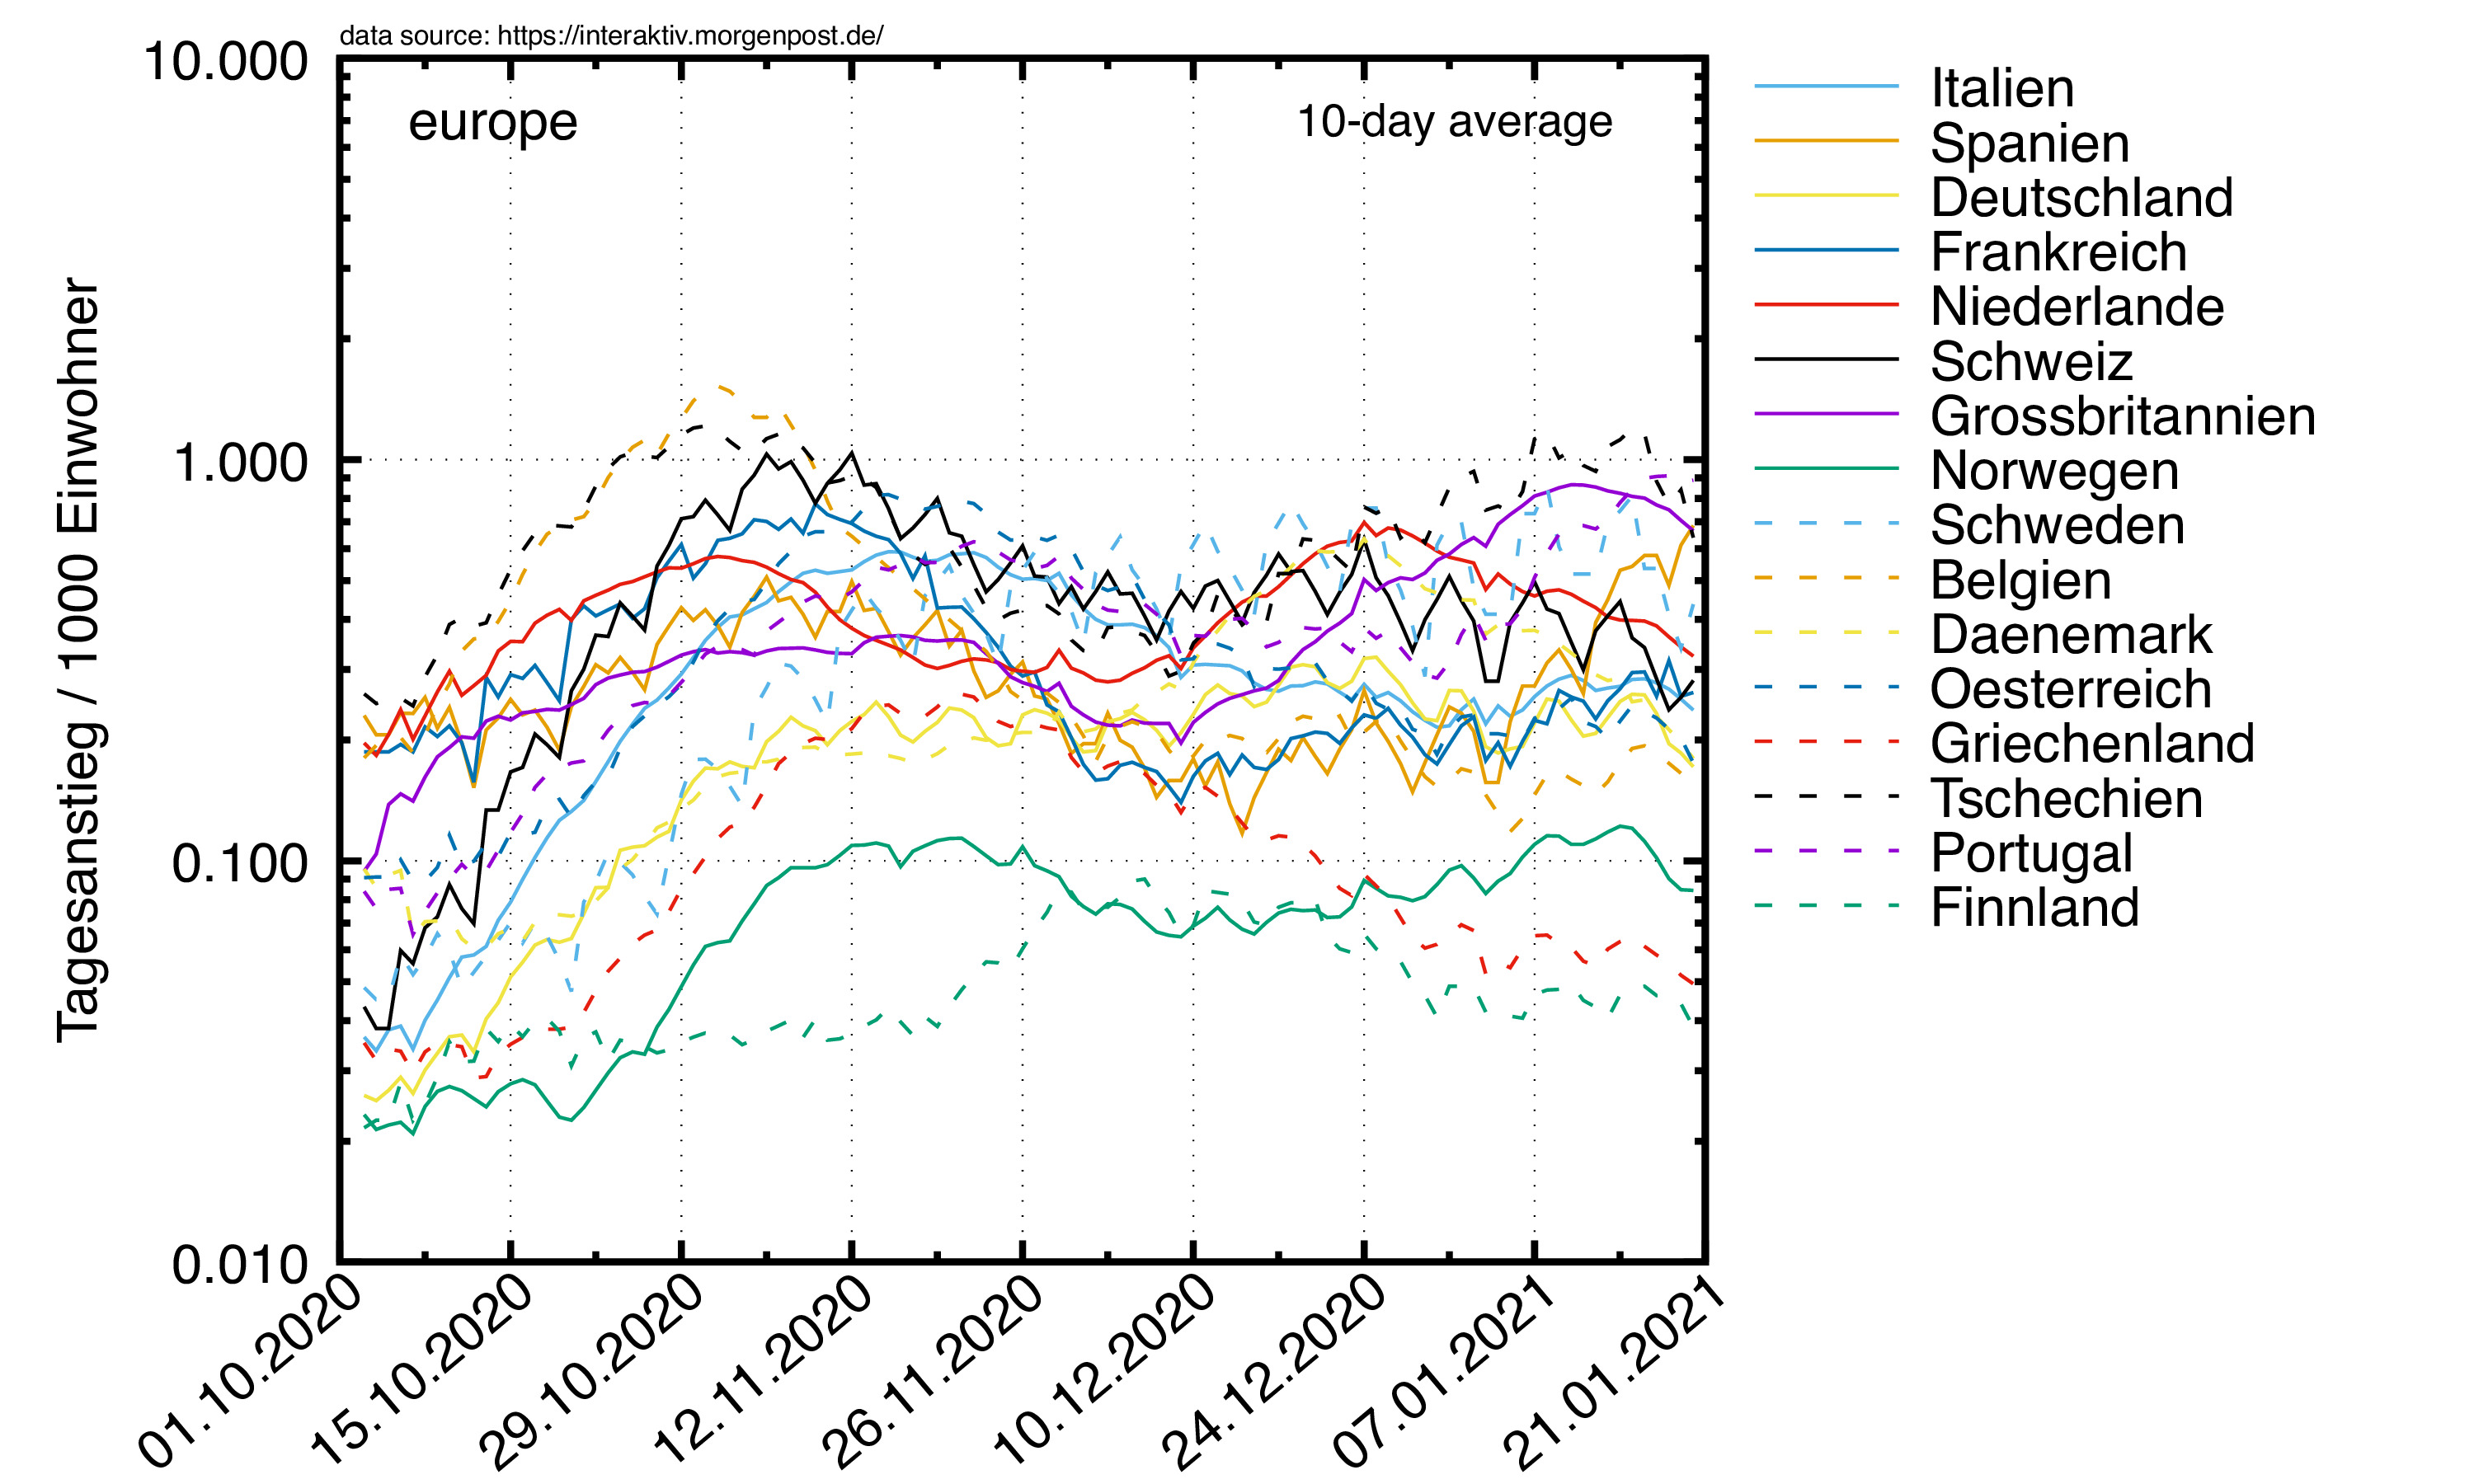 data source: https://interaktiv.morgenpost.de/
europe
10-day average
Tagesanstieg / 1000 Einwohner
10.000
1.000
0.100
0.010
01.10.2020
15.10.2020
29.10.2020
12.11.2020
26.11.2020
10.12.2020
24.12.2020
07.01.2021
21.01.2021
Italien
Spanien
Deutschland
Frankreich
Niederlande
Schweiz
Grossbritannien
Norwegen
Schweden
Belgien
Daenemark
Oesterreich
Griechenland
Tschechien
Portugal
Finnland